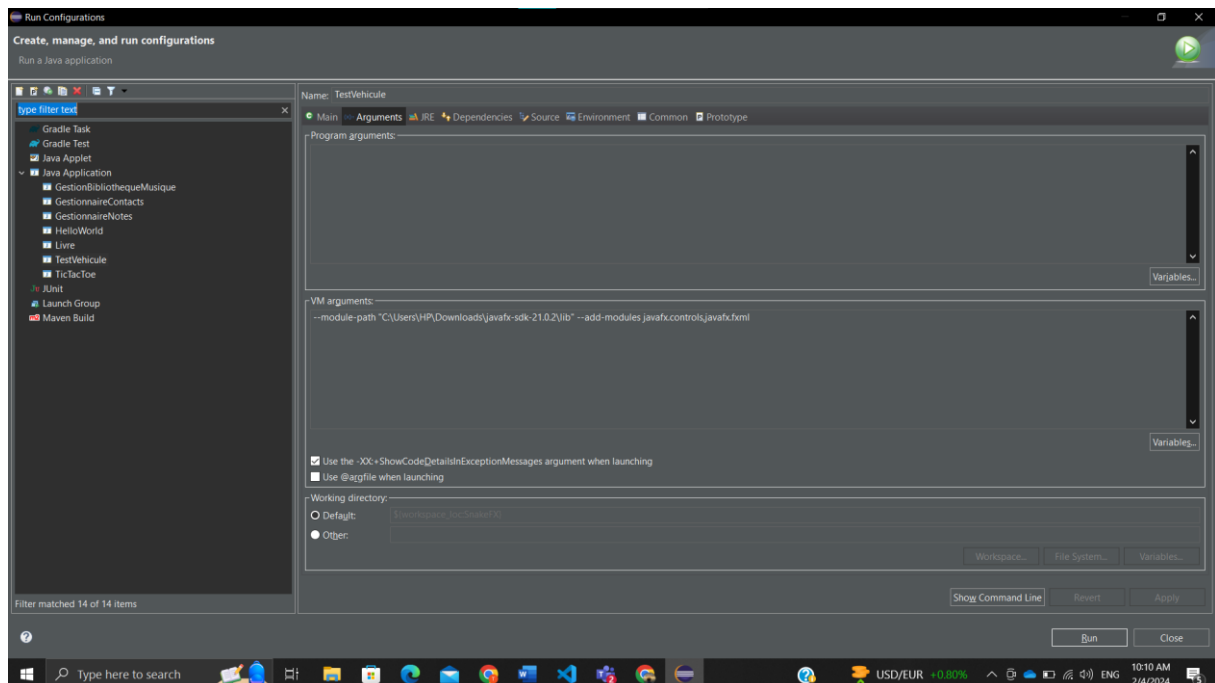 Run Configurations
Create, manage, and run configurations
Run a Java application
type filter text
Gradle Task
Gradle Test
Java Applet
Java Application
GestionBibliothequeMusique
GestionnaireContacts
GestionnaireNotes
HelloWorld
Livre
TestVehicule
TicTacToe
JUnit
Launch Group
Maven Build
Filter matched 14 of 14 items
Name: TestVehicule
Main Arguments JRE Dependencies Source Environment Common Prototype
Program arguments:
Variables...
VM arguments:
--module-path "C:\Users\HP\Downloads\javafx-sdk-21.0.2\lib" --add-modules javafx.controls,javafx.fxml
Variables...
Use the -XX:+ShowCodeDetailsInExceptionMessages argument when launching
Use @argfile when launching
Working directory:
Default: ${workspace_loc:SnakeFX}
Other:
Workspace... File System... Variables...
Show Command Line Revert Apply
Run Close
Type here to search
USD/EUR +0.80% ENG 10:10 AM
2/4/2024